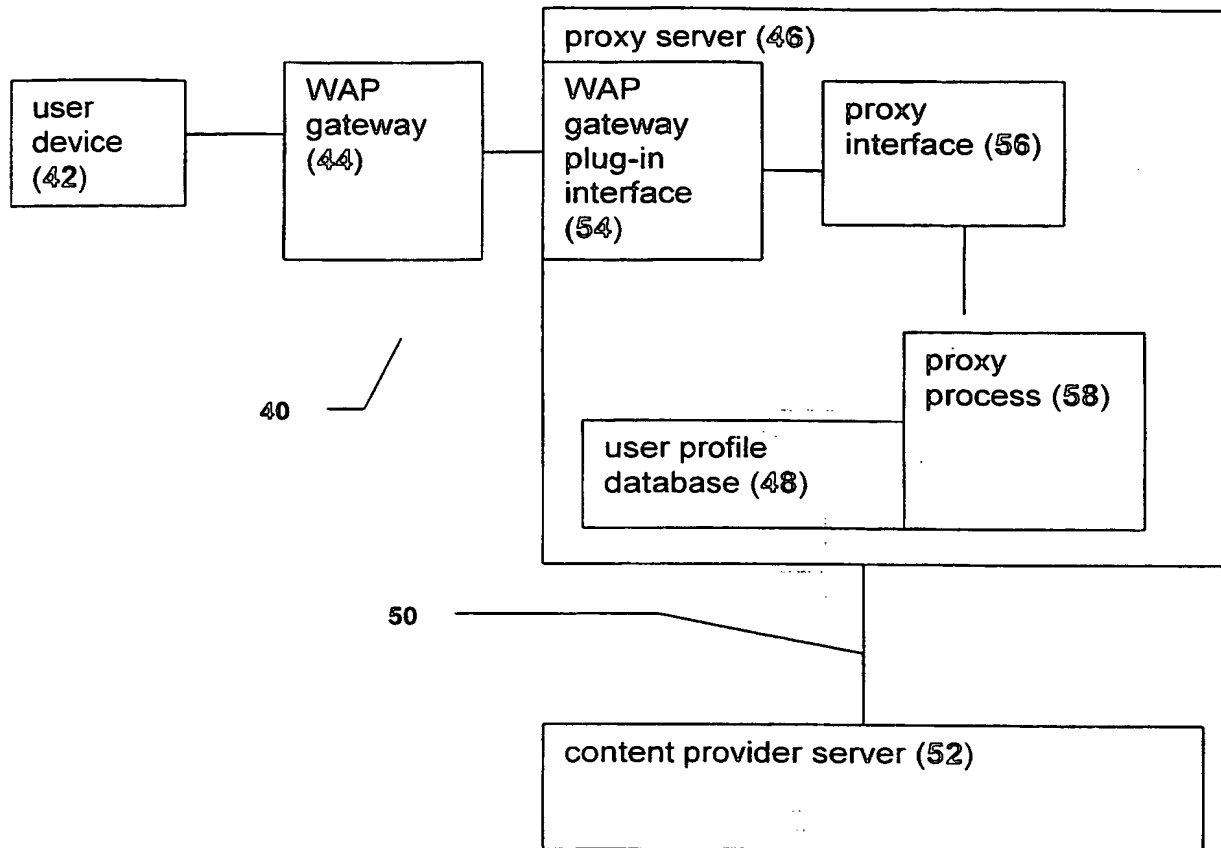 proxy server (46)
user
device
(42)
WAP
gateway
(44)
WAP
gateway
plug-in
interface
(54)
proxy
interface (56)
proxy
process (58)
40
user profile
database (48)
50
content provider server (52)